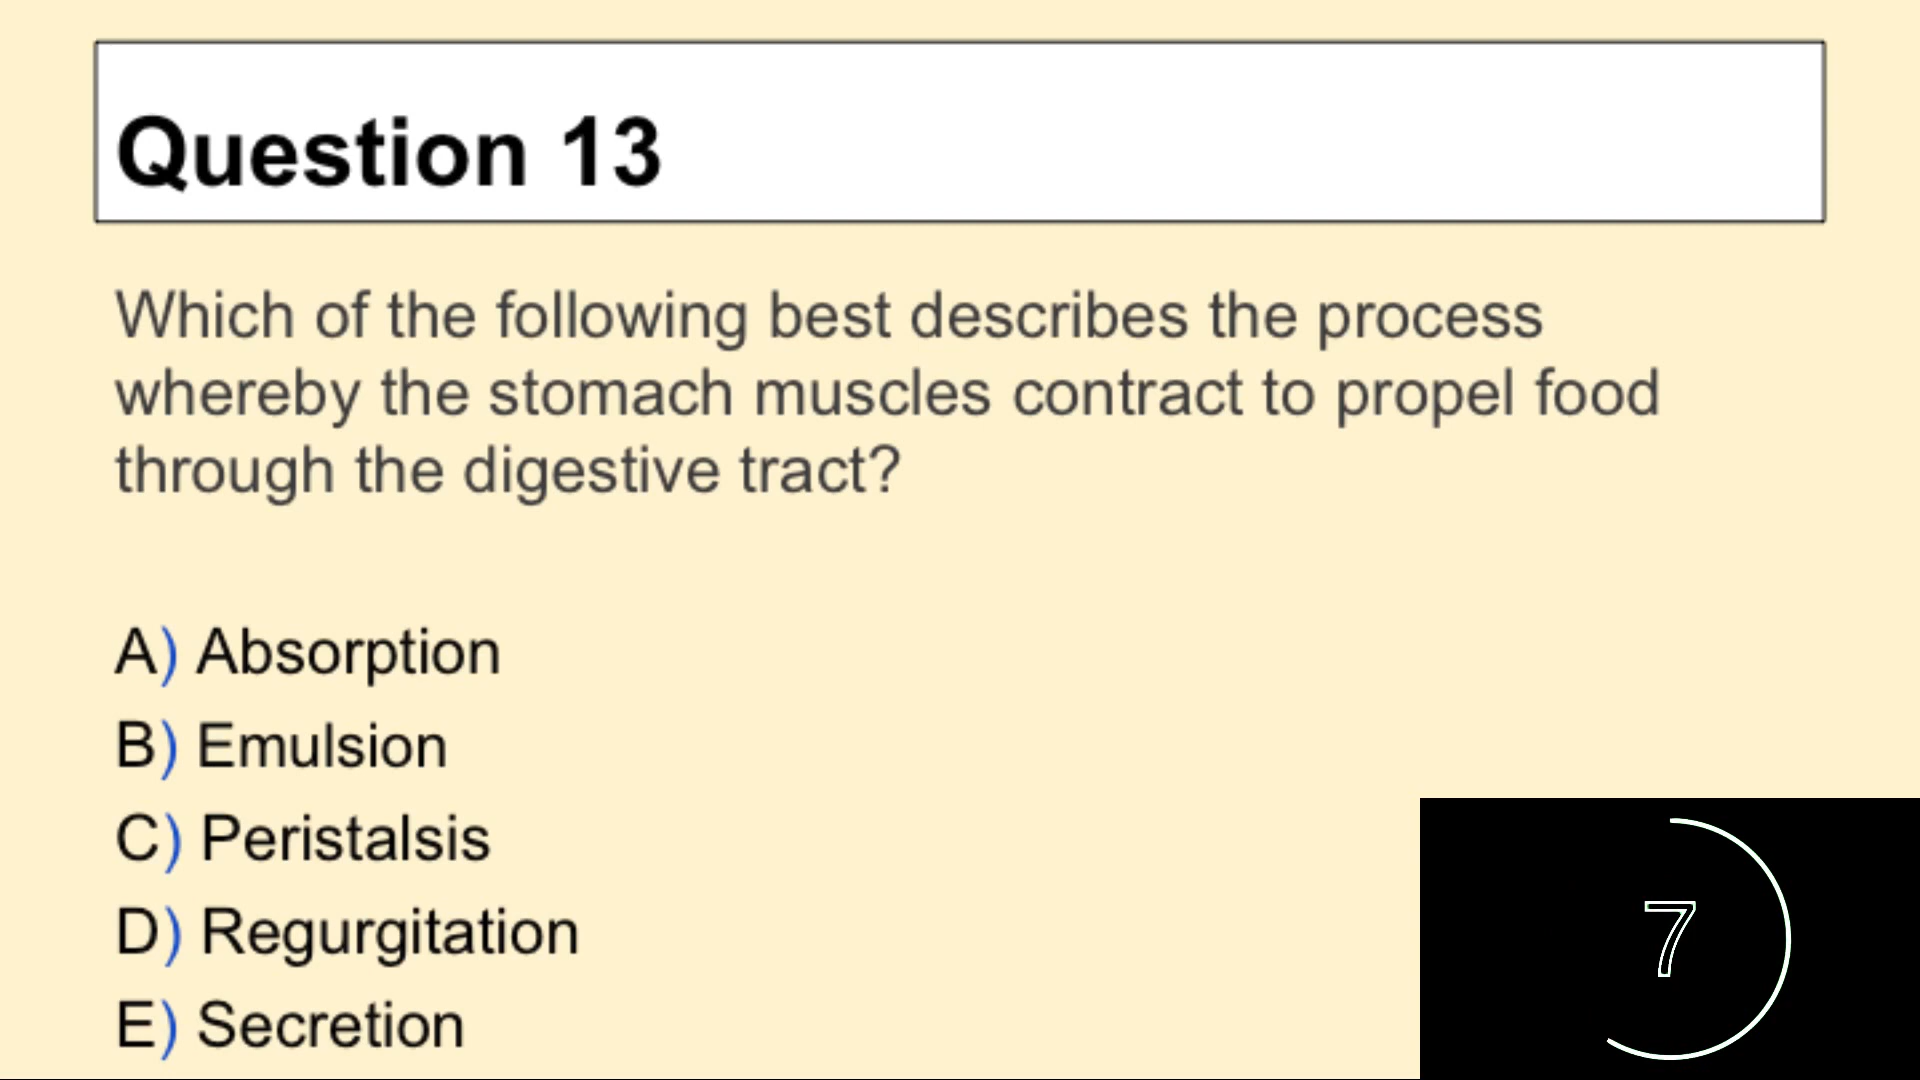 Question 13
Which of the following best describes the process
whereby the stomach muscles contract to propel food
through the digestive tract?
A) Absorption
B) Emulsion
C) Peristalsis
D) Regurgitation
E) Secretion
7